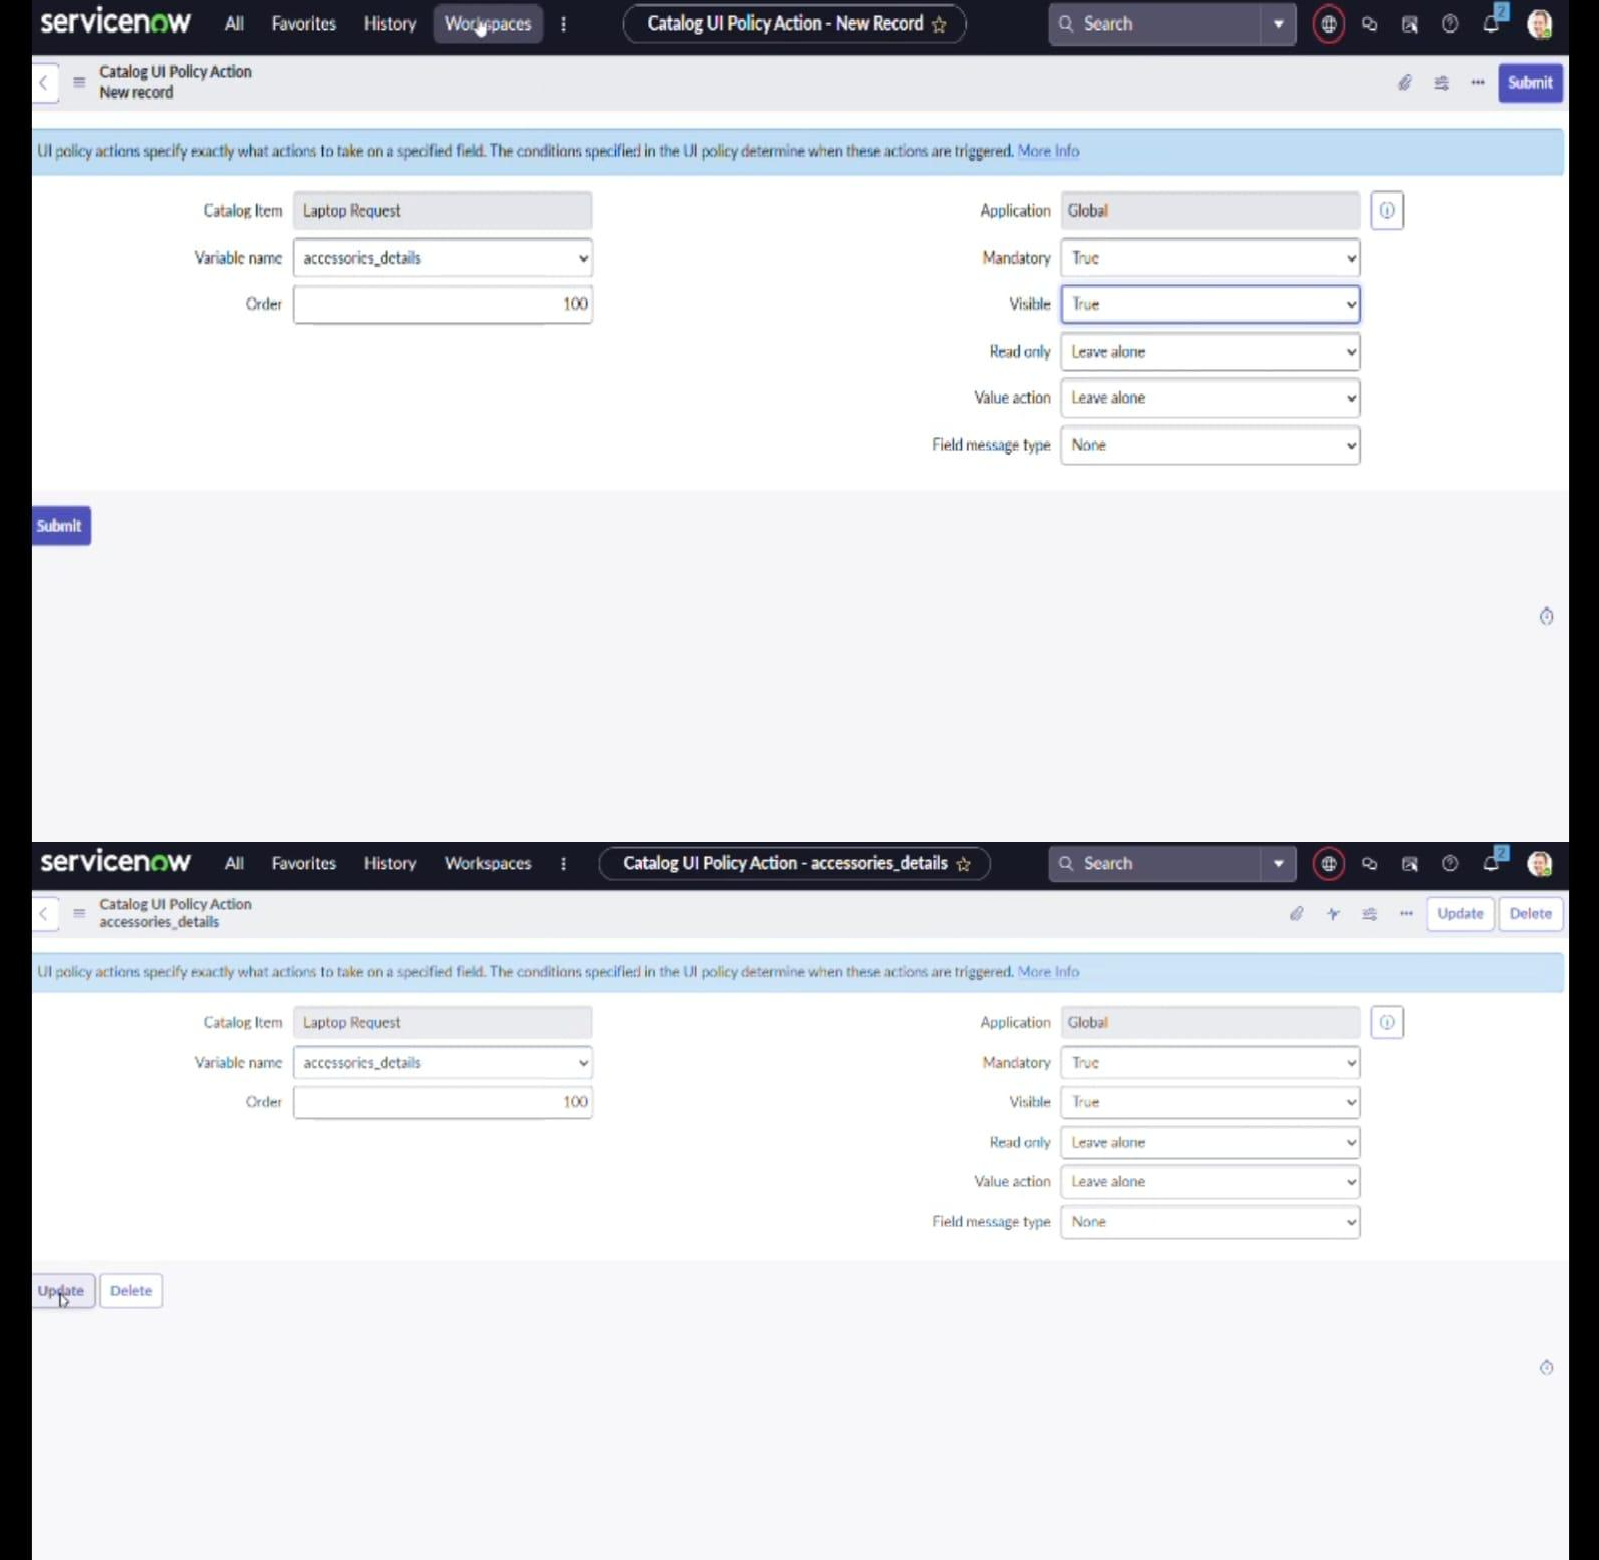 servicenow All Favorites History Workspaces Catalog UI Policy Action - New Record Search 2
Catalog UI Policy Action
New record
Submit
UI policy actions specify exactly what actions to take on a specified field. The conditions specified in the UI policy determine when these actions are triggered. More Info
Catalog Item Laptop Request Application Global
Variable name accessories_details Mandatory True
Order 100 Visible True
Read only Leave alone
Value action Leave alone
Field message type None
Submit
servicenow All Favorites History Workspaces Catalog UI Policy Action - accessories_details Search 2
Catalog UI Policy Action
accessories_details
Update Delete
UI policy actions specify exactly what actions to take on a specified field. The conditions specified in the UI policy determine when these actions are triggered. More Info
Catalog Item Laptop Request Application Global
Variable name accessories_details Mandatory True
Order 100 Visible True
Read only Leave alone
Value action Leave alone
Field message type None
Update Delete